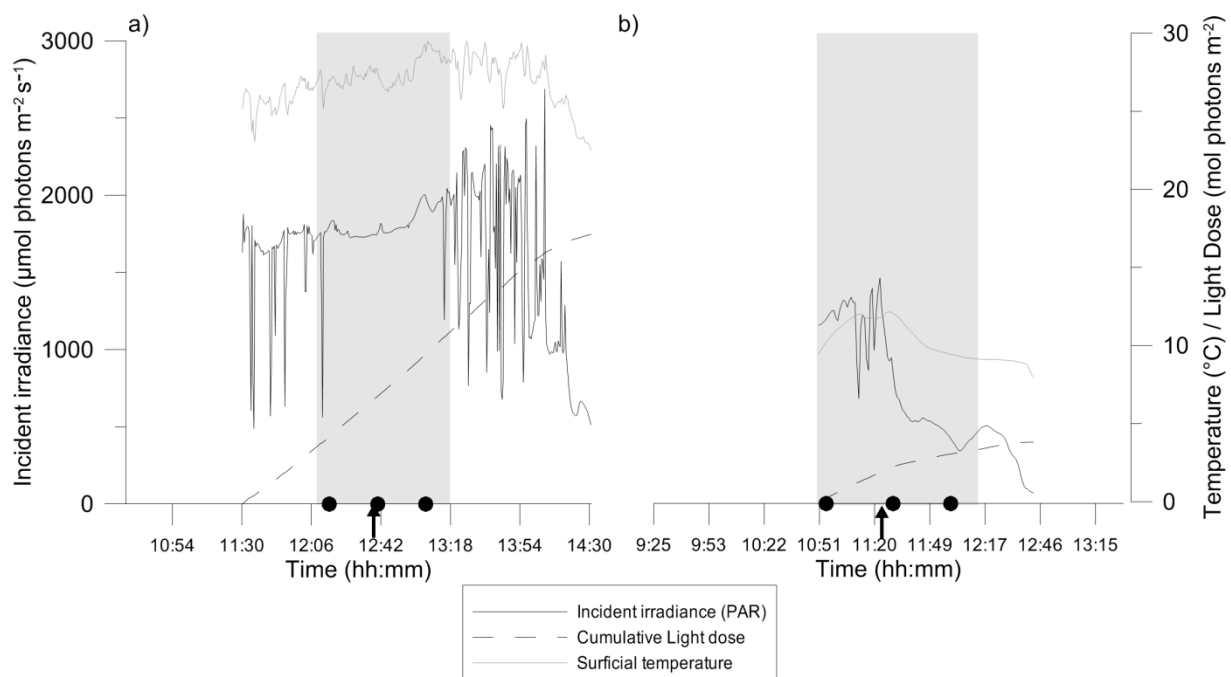 a)
b)
Incident irradiance (µmol photons m⁻² s⁻¹)
3000
2000
1000
0
10:54
11:30
12:06
12:42
13:18
13:54
14:30
Time (hh:mm)
9:25
9:53
10:22
10:51
11:20
11:49
12:17
12:46
13:15
Time (hh:mm)
30
20
10
0
Temperature (°C) / Light Dose (mol photons m⁻²)
Incident irradiance (PAR)
Cumulative Light dose
Surficial temperature